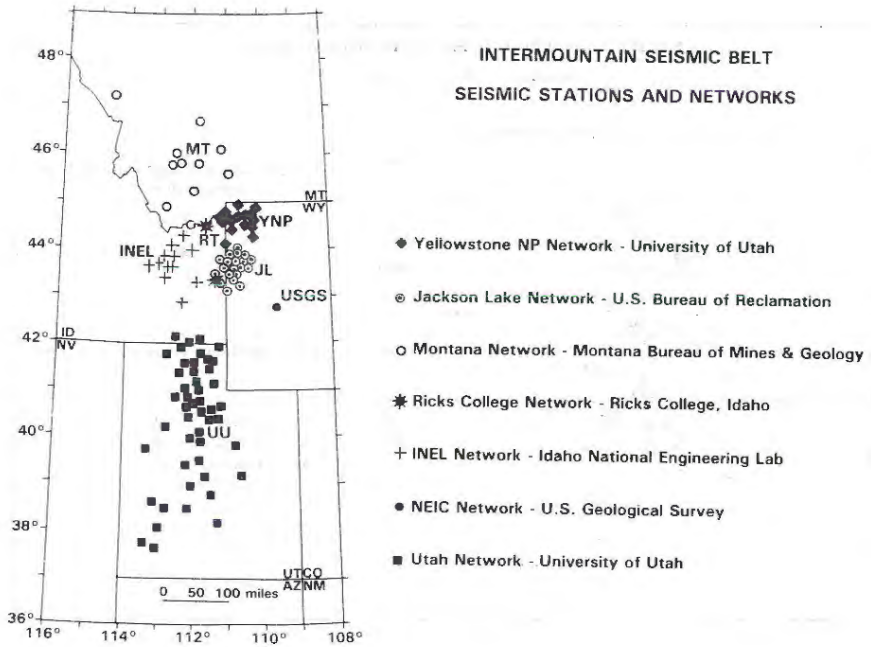 INTERMOUNTAIN SEISMIC BELT
SEISMIC STATIONS AND NETWORKS
48°
46°
44°
42°
40°
38°
36°
116° 114° 112° 110° 108°
MT
MT
WY
YNP
RT
INEL
JL
USGS
ID
NV
UU
UT CO
AZ NM
0 50 100 miles
Yellowstone NP Network - University of Utah
Jackson Lake Network - U.S. Bureau of Reclamation
Montana Network - Montana Bureau of Mines & Geology
Ricks College Network - Ricks College, Idaho
INEL Network - Idaho National Engineering Lab
NEIC Network - U.S. Geological Survey
Utah Network - University of Utah